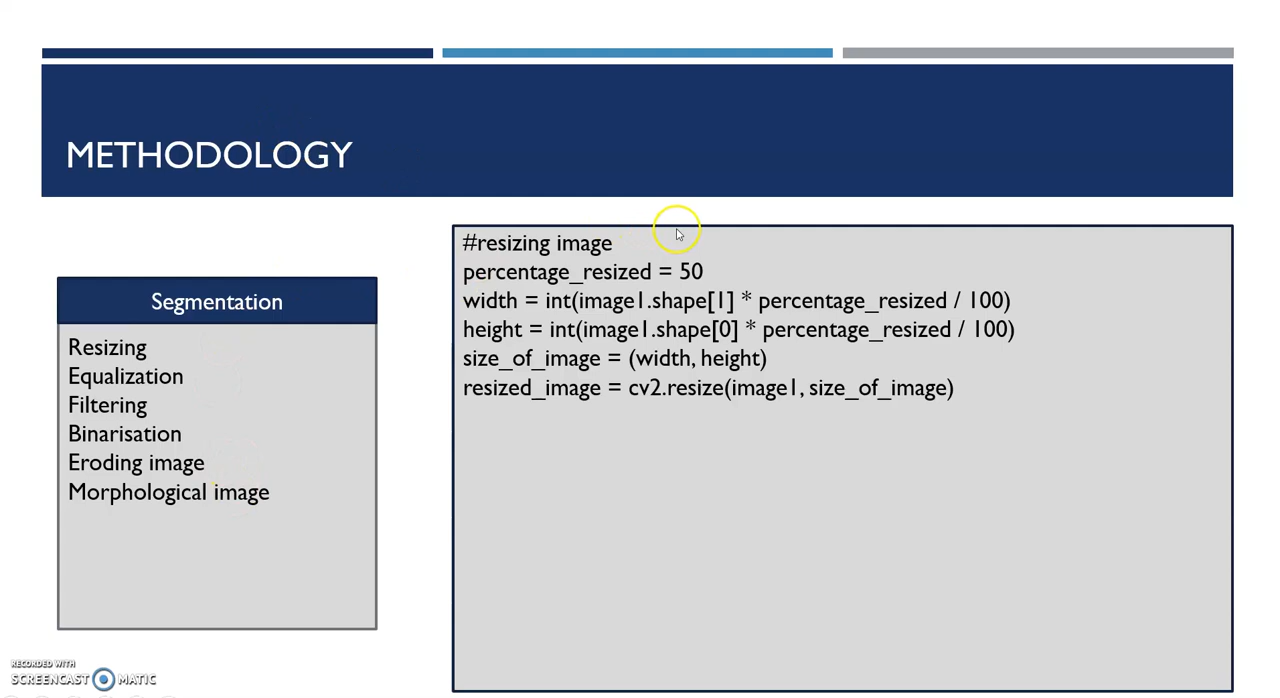 METHODOLOGY
Segmentation
Resizing
Equalization
Filtering
Binarisation
Eroding image
Morphological image
#resizing image
percentage_resized = 50
width = int(image1.shape[1] * percentage_resized / 100)
height = int(image1.shape[0] * percentage_resized / 100)
size_of_image = (width, height)
resized_image = cv2.resize(image1, size_of_image)
RECORDED WITH
SCREENCAST MATIC